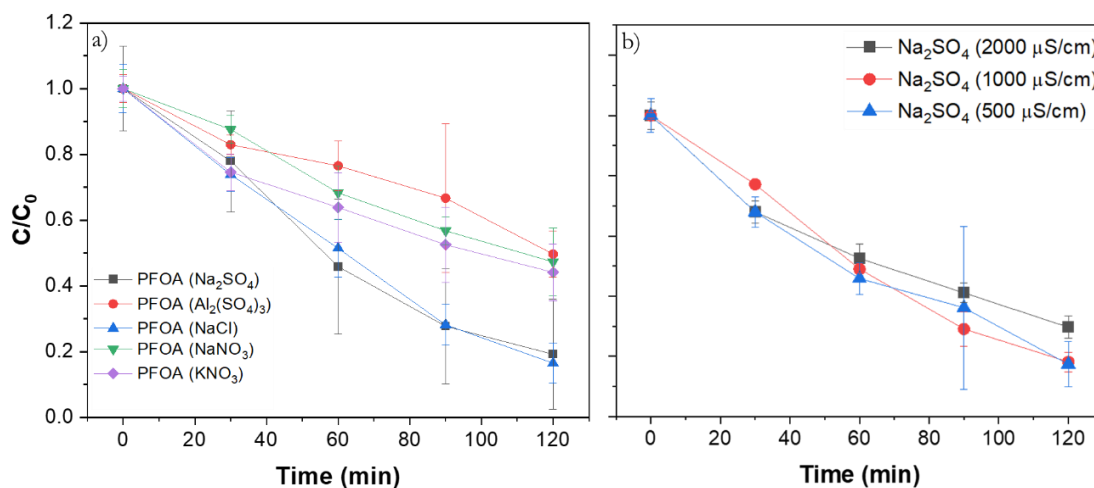 a)
1.2
1.0
0.8
0.6
0.4
0.2
0.0
C/C₀
PFOA (Na₂SO₄)
PFOA (Al₂(SO₄)₃)
PFOA (NaCl)
PFOA (NaNO₃)
PFOA (KNO₃)
0 20 40 60 80 100 120
Time (min)
b)
Na₂SO₄ (2000 μS/cm)
Na₂SO₄ (1000 μS/cm)
Na₂SO₄ (500 μS/cm)
0 20 40 60 80 100 120
Time (min)